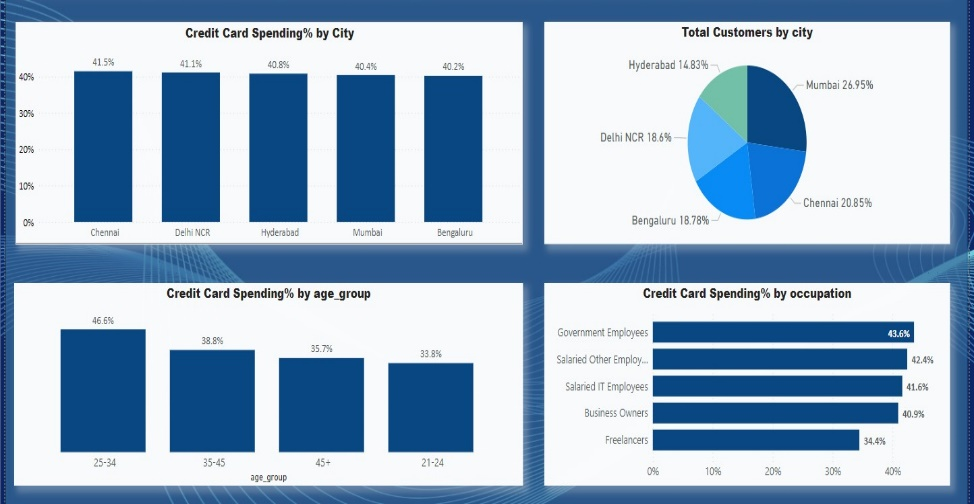 Credit Card Spending% by City
41.5%
41.1%
40.8%
40.4%
40.2%
40%
30%
20%
10%
0%
Chennai
Delhi NCR
Hyderabad
Mumbai
Bengaluru
Total Customers by city
Hyderabad 14.83%
Mumbai 26.95%
Delhi NCR 18.6%
Chennai 20.85%
Bengaluru 18.78%
Credit Card Spending% by age_group
46.6%
38.8%
35.7%
33.8%
25-34
35-45
45+
21-24
age_group
Credit Card Spending% by occupation
Government Employees
43.6%
Salaried Other Employ...
42.4%
Salaried IT Employees
41.6%
Business Owners
40.9%
Freelancers
34.4%
0%
10%
20%
30%
40%